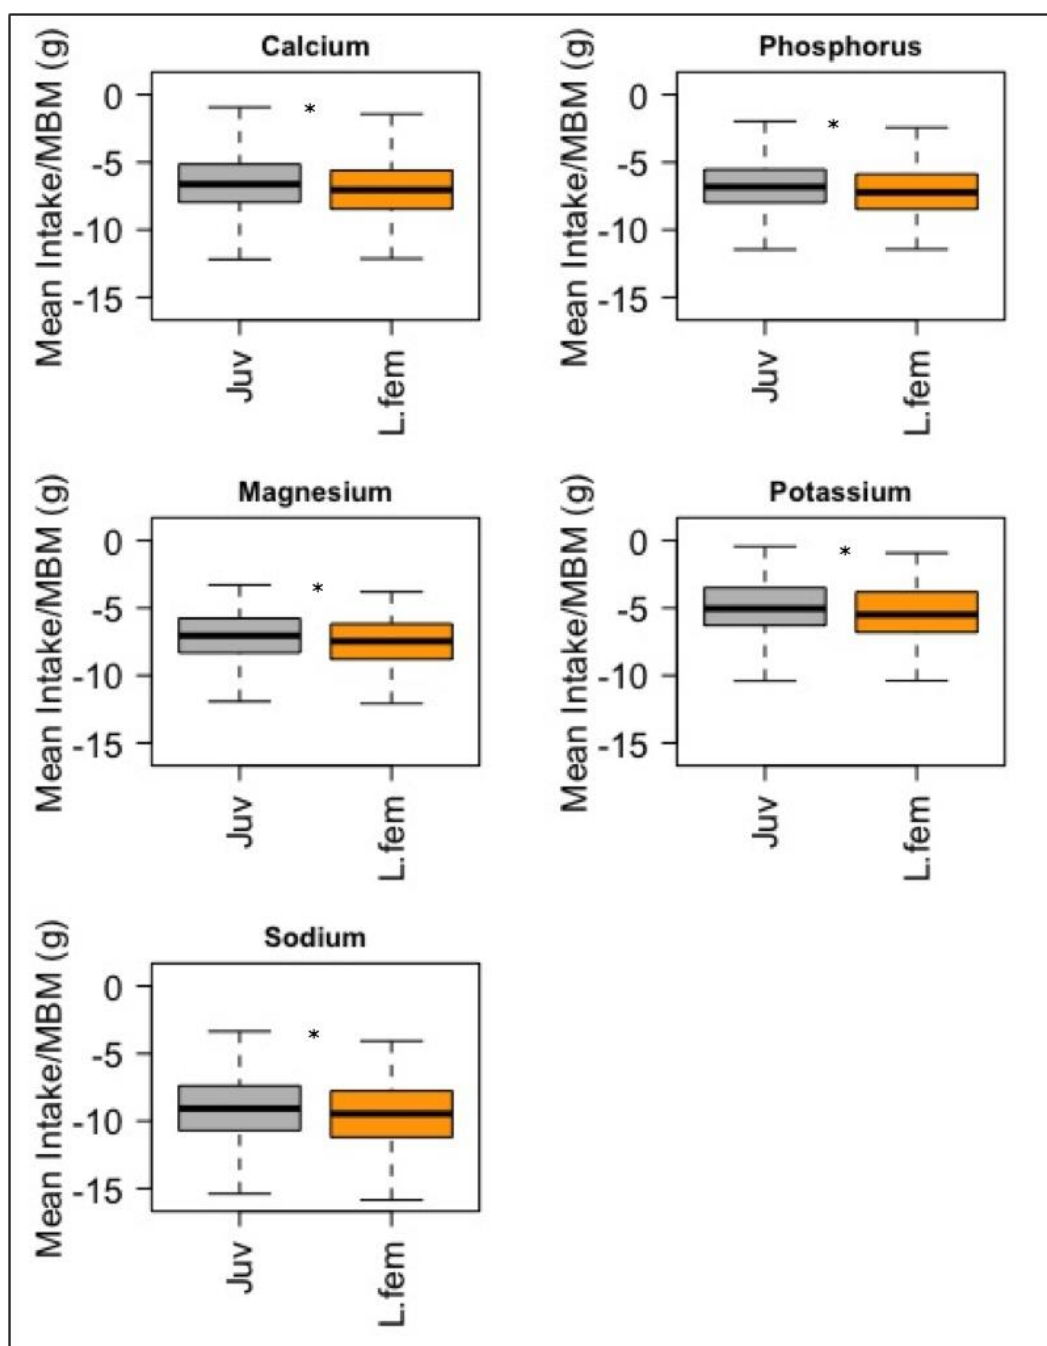 Calcium
Mean Intake/MBM (g)
0
-5
-10
-15
*
Juv
L.fem
Phosphorus
Mean Intake/MBM (g)
0
-5
-10
-15
*
Juv
L.fem
Magnesium
Mean Intake/MBM (g)
0
-5
-10
-15
*
Juv
L.fem
Potassium
Mean Intake/MBM (g)
0
-5
-10
-15
*
Juv
L.fem
Sodium
Mean Intake/MBM (g)
0
-5
-10
-15
*
Juv
L.fem